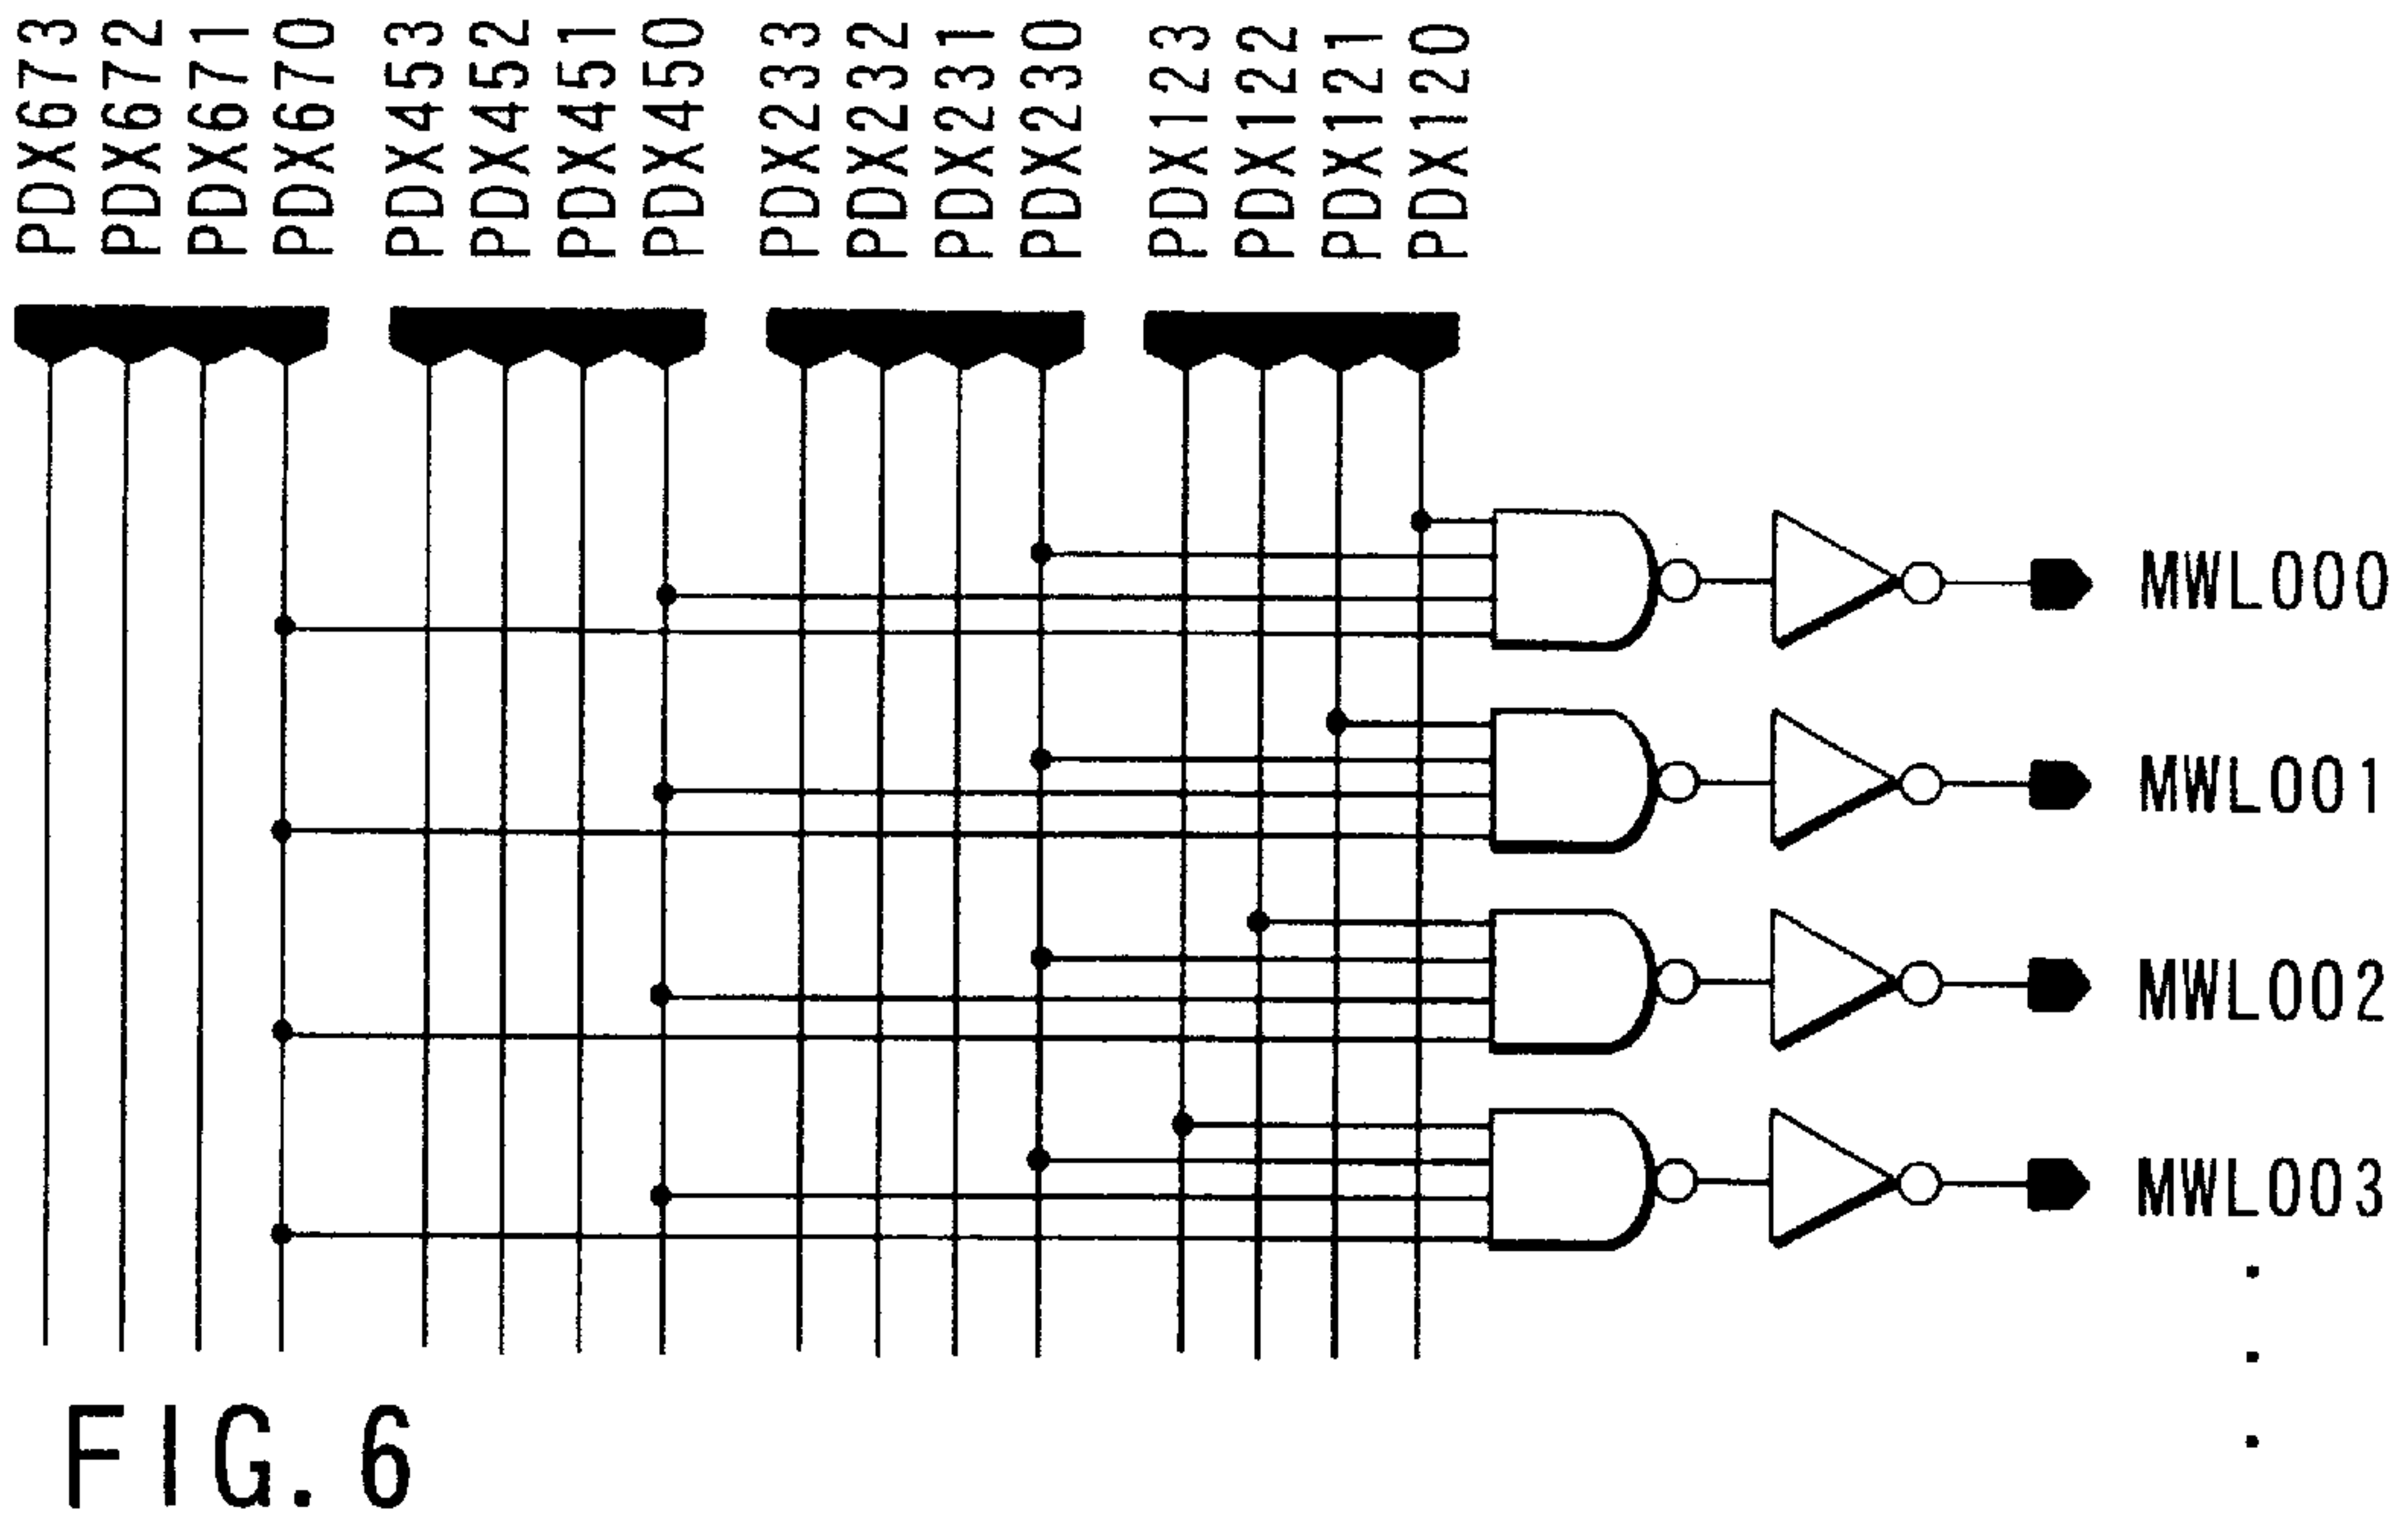 PDX673
PDX672
PDX671
PDX670
PDX453
PDX452
PDX451
PDX450
PDX233
PDX232
PDX231
PDX230
PDX123
PDX122
PDX121
PDX120
MWL000
MWL001
MWL002
MWL003
FIG. 6